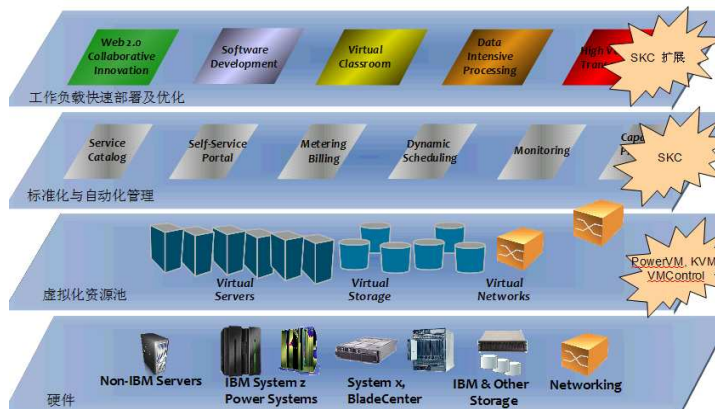 Web 2.0
Collaborative
Innovation
Software
Development
Virtual
Classroom
Data
Intensive
Processing
High V
Tran
SKC 扩展
工作负载快速部署及优化
Service
Catalog
Self-Service
Portal
Metering
Billing
Dynamic
Scheduling
Monitoring
Capa
P
SKC
标准化与自动化管理
Virtual
Servers
Virtual
Storage
Virtual
Networks
PowerVM, KVM
VMControl
虚拟化资源池
Non-IBM Servers
IBM System z
Power Systems
System x,
BladeCenter
IBM & Other
Storage
Networking
硬件